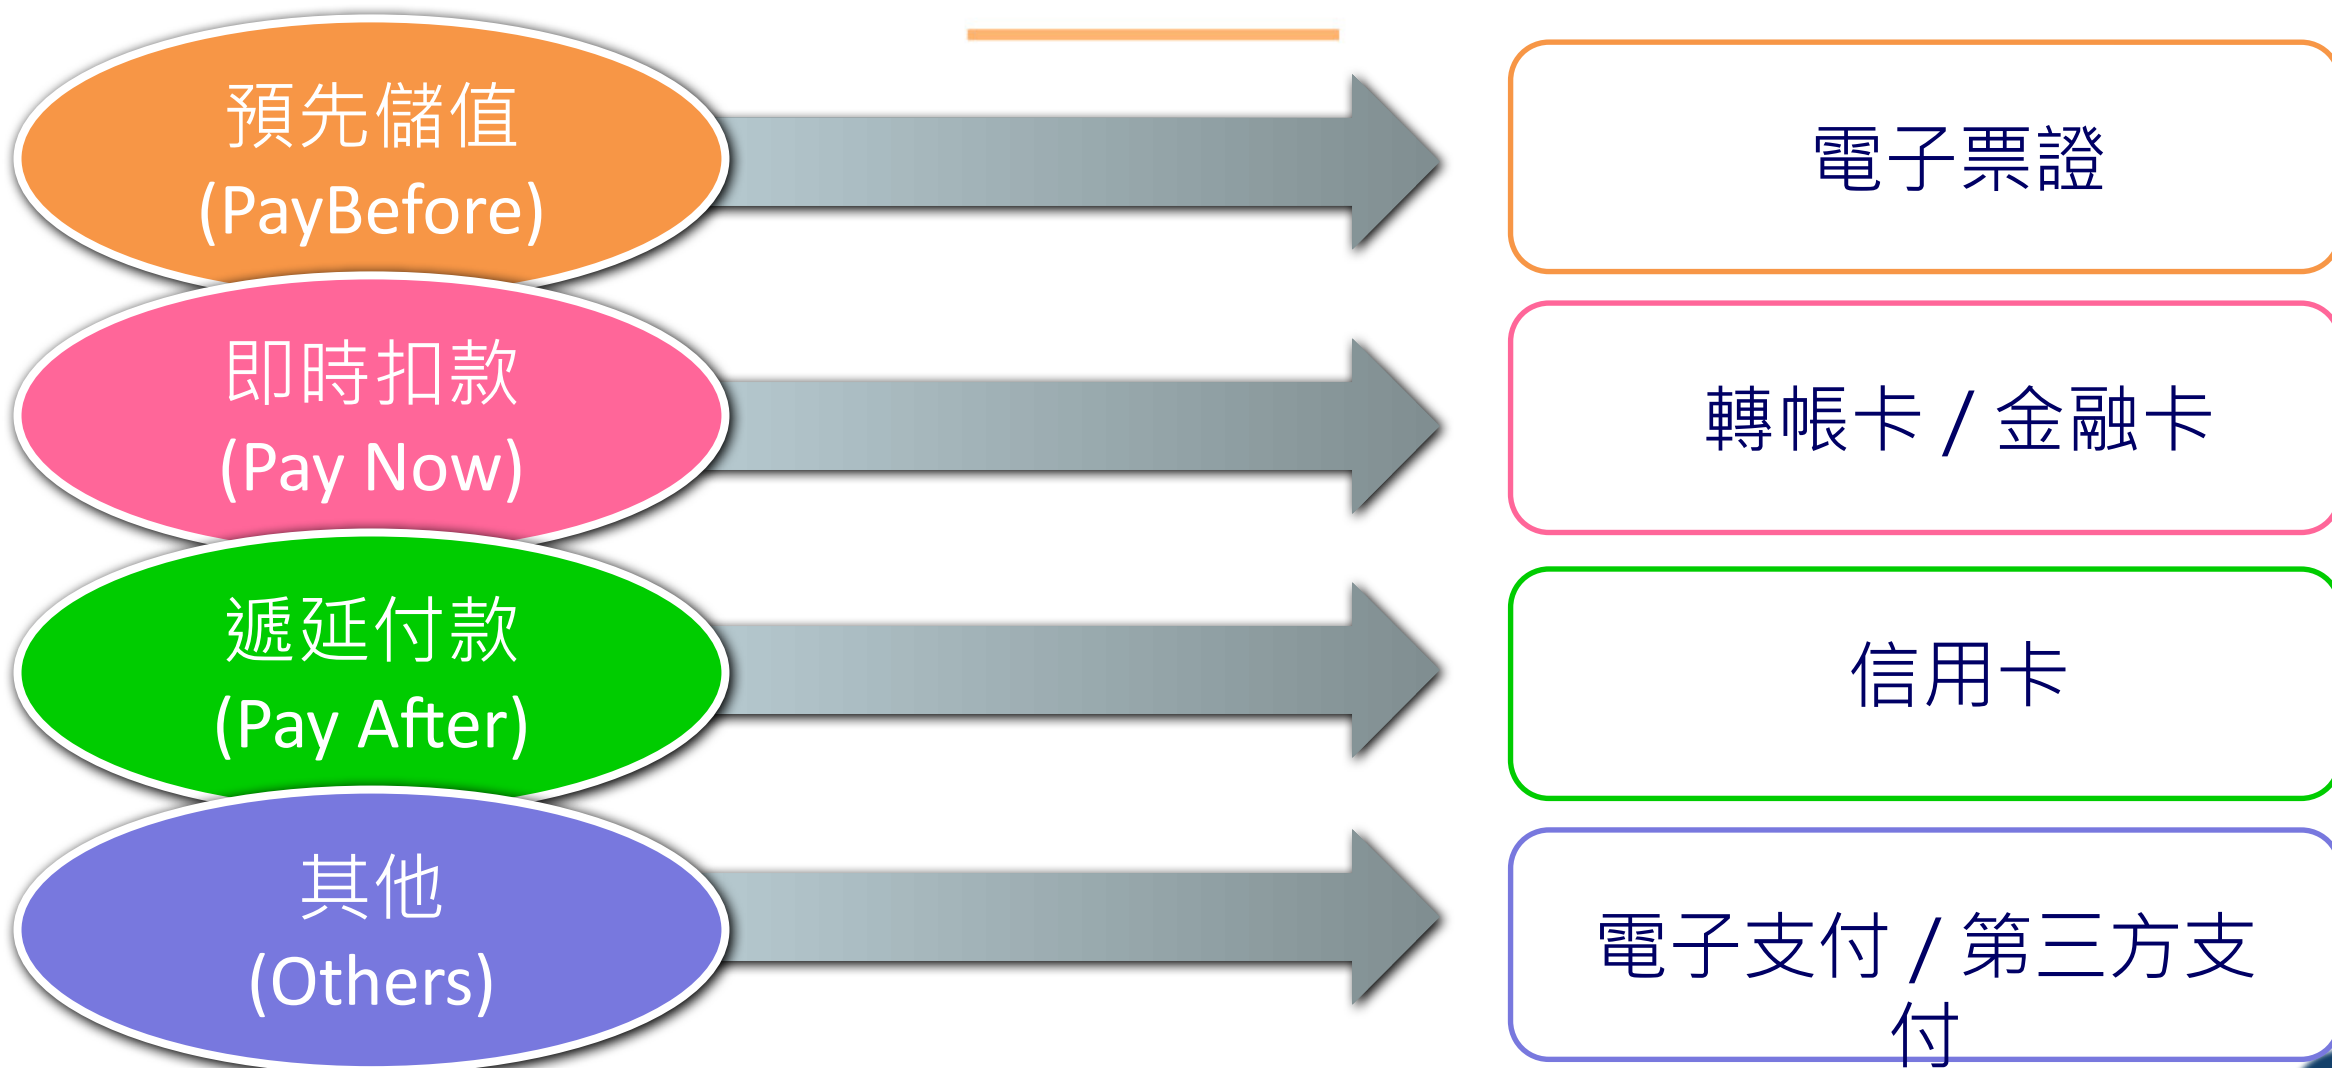 預先儲值
(PayBefore)
電子票證
即時扣款
(Pay Now)
轉帳卡 / 金融卡
遞延付款
(Pay After)
信用卡
其他
(Others)
電子支付 / 第三方支
付